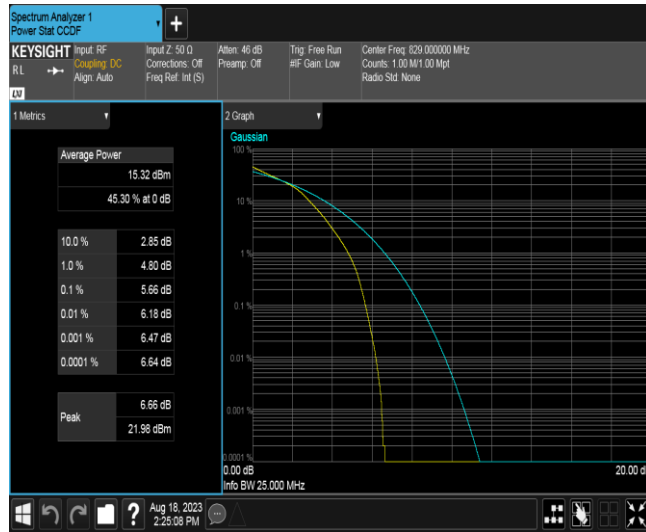 Spectrum Analyzer 1
Power Stat CCDF
+
KEYSIGHT
RL
LXI
Input: RF
Coupling: DC
Align: Auto
Input Z: 50 Ω
Corrections: Off
Freq Ref: Int (S)
Atten: 46 dB
Preamp: Off
Trig: Free Run
#IF Gain: Low
Center Freq: 829.000000 MHz
Counts: 1.00 M/1.00 Mpt
Radio Std: None
1 Metrics
Average Power
15.32 dBm
45.30 % at 0 dB
10.0 % 2.85 dB
1.0 % 4.80 dB
0.1 % 5.66 dB
0.01 % 6.18 dB
0.001 % 6.47 dB
0.0001 % 6.64 dB
Peak
6.66 dB
21.98 dBm
2 Graph
Gaussian
100 %
10 %
1 %
0.1 %
0.01 %
0.001 %
0.0001 %
0.00 dB
20.00 d
Info BW 25.000 MHz
?
Aug 18, 2023
2:25:08 PM